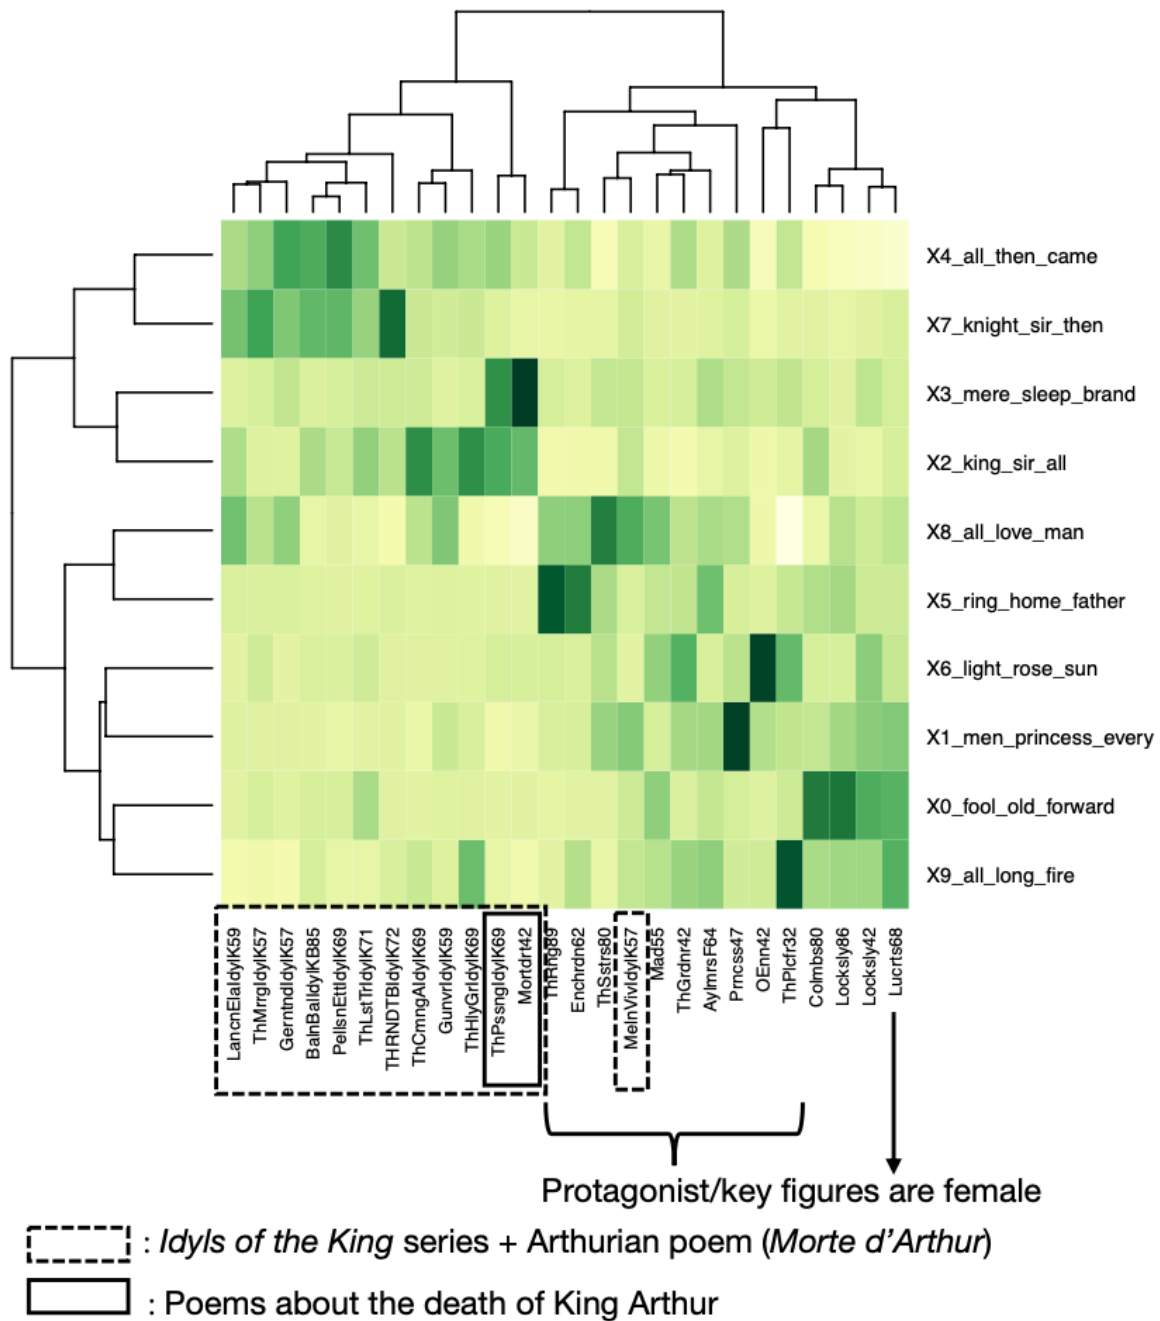 X4_all_then_came
X7_knight_sir_then
X3_mere_sleep_brand
X2_king_sir_all
X8_all_love_man
X5_ring_home_father
X6_light_rose_sun
X1_men_princess_every
X0_fool_old_forward
X9_all_long_fire
LancnElaIdylK59
ThMrrgIdylK57
GerntndIdylK57
BalnBalIdylKB85
PellsnEttIdylK69
ThLstTrIdylK71
THRNDTBIdylK72
ThCmngAIdylK69
GunvrIdylK59
ThHlyGrIdylK69
ThPssngIdylK69
Mortdrt42
ThRng89
Enchrdn62
ThSstrs80
MelnVivIdylK57
Mad55
ThGrdnr42
AylmrsF64
Prncss47
OEnn42
ThPlcfr32
Colmbs80
Locksly86
Locksly42
Lucrts68
Protagonist/key figures are female
: Idyls of the King series + Arthurian poem (Morte d’Arthur)
: Poems about the death of King Arthur